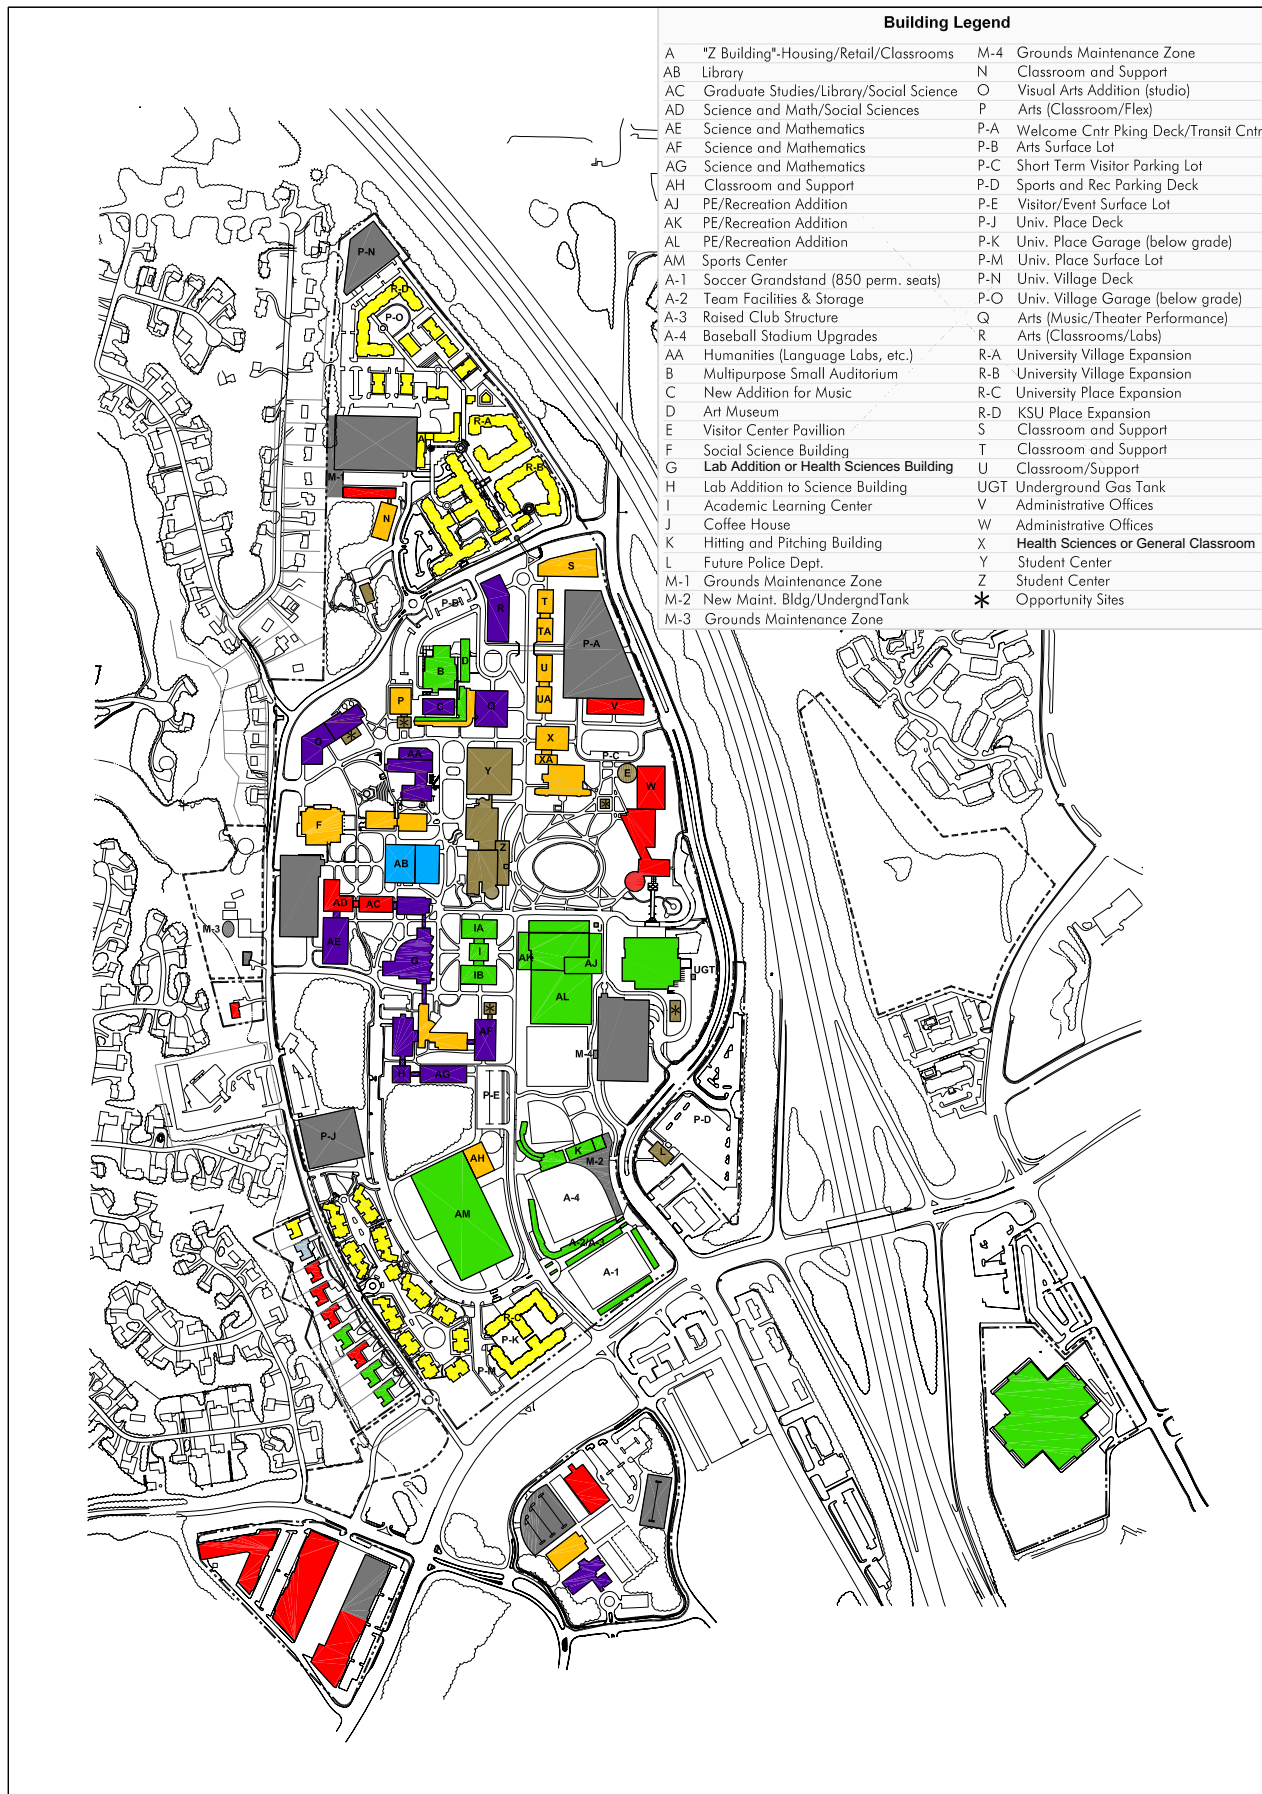 Building Legend
A "Z Building"-Housing/Retail/Classrooms
AB Library
AC Graduate Studies/Library/Social Science
AD Science and Math/Social Sciences
AE Science and Mathematics
AF Science and Mathematics
AG Science and Mathematics
AH Classroom and Support
AJ PE/Recreation Addition
AK PE/Recreation Addition
AL PE/Recreation Addition
AM Sports Center
A-1 Soccer Grandstand (850 perm. seats)
A-2 Team Facilities & Storage
A-3 Raised Club Structure
A-4 Baseball Stadium Upgrades
AA Humanities (Language Labs, etc.)
B Multipurpose Small Auditorium
C New Addition for Music
D Art Museum
E Visitor Center Pavillion
F Social Science Building
G Lab Addition or Health Sciences Building
H Lab Addition to Science Building
I Academic Learning Center
J Coffee House
K Hitting and Pitching Building
L Future Police Dept.
M-1 Grounds Maintenance Zone
M-2 New Maint. Bldg/UndergndTank
M-3 Grounds Maintenance Zone
M-4 Grounds Maintenance Zone
N Classroom and Support
O Visual Arts Addition (studio)
P Arts (Classroom/Flex)
P-A Welcome Cntr Pking Deck/Transit Cntr
P-B Arts Surface Lot
P-C Short Term Visitor Parking Lot
P-D Sports and Rec Parking Deck
P-E Visitor/Event Surface Lot
P-J Univ. Place Deck
P-K Univ. Place Garage (below grade)
P-M Univ. Place Surface Lot
P-N Univ. Village Deck
P-O Univ. Village Garage (below grade)
Q Arts (Music/Theater Performance)
R Arts (Classrooms/Labs)
R-A University Village Expansion
R-B University Village Expansion
R-C University Place Expansion
R-D KSU Place Expansion
S Classroom and Support
T Classroom and Support
U Classroom/Support
UGT Underground Gas Tank
V Administrative Offices
W Administrative Offices
X Health Sciences or General Classroom
Y Student Center
Z Student Center
Opportunity Sites
P-N
R-D
P-O
R-A
A
R-B
M-1
N
S
P-B
R
T
TA
P-A
B
D
U
UA
P
C
Q
V
O
X
AA
P-C
XA
Y
E
W
F
Z
AB
AD
AC
M-3
IA
AE
I
AK
AJ
G
IB
UGT
AL
AF
M-4
H
AG
P-E
P-J
P-D
K
L
AH
M-2
A-4
AM
A-2/A-3
A-1
R-C
P-K
P-M